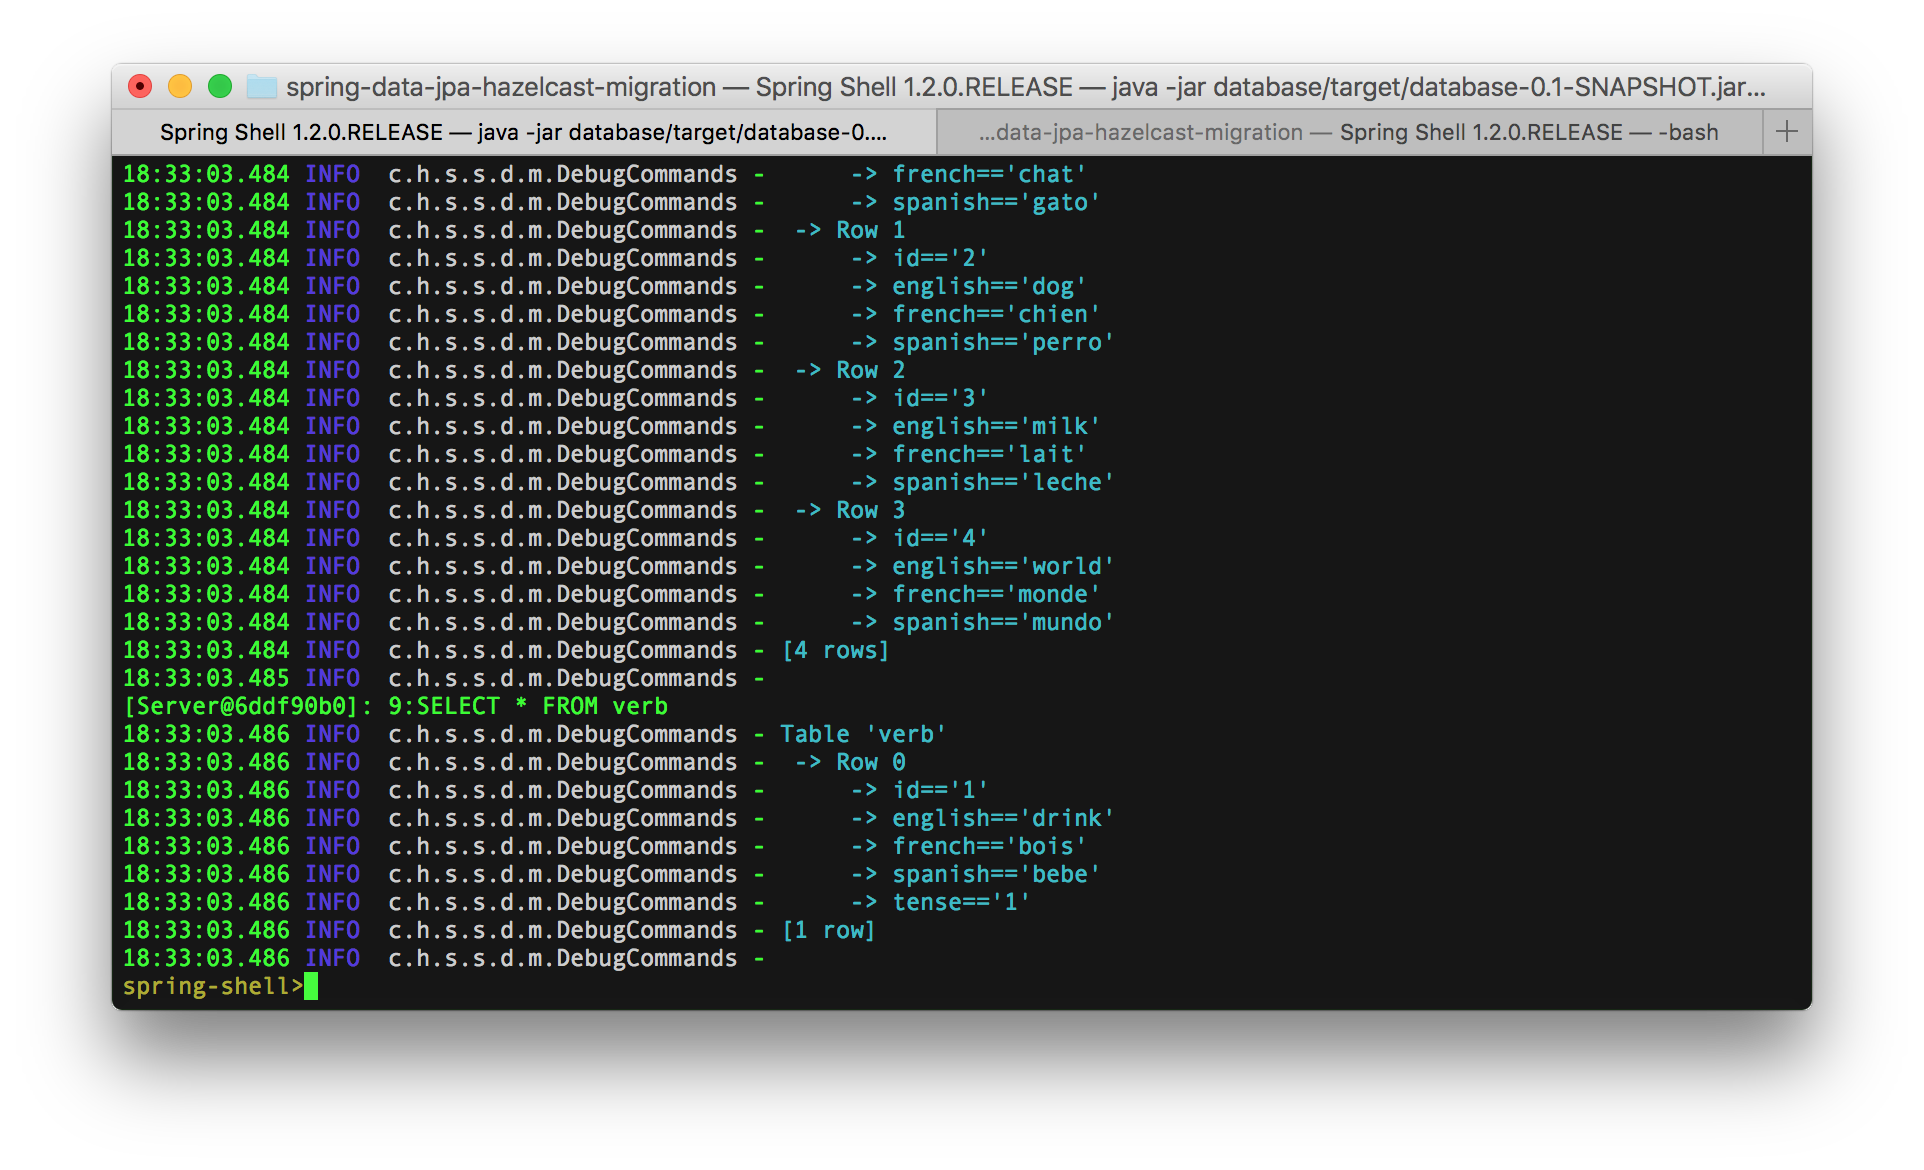 spring-data-jpa-hazelcast-migration — Spring Shell 1.2.0.RELEASE — java -jar database/target/database-0.1-SNAPSHOT.jar...
Spring Shell 1.2.0.RELEASE — java -jar database/target/database-0.... ...data-jpa-hazelcast-migration — Spring Shell 1.2.0.RELEASE — -bash +
18:33:03.484 INFO  c.h.s.s.d.m.DebugCommands -      -> french=='chat'
18:33:03.484 INFO  c.h.s.s.d.m.DebugCommands -      -> spanish=='gato'
18:33:03.484 INFO  c.h.s.s.d.m.DebugCommands -  -> Row 1
18:33:03.484 INFO  c.h.s.s.d.m.DebugCommands -      -> id=='2'
18:33:03.484 INFO  c.h.s.s.d.m.DebugCommands -      -> english=='dog'
18:33:03.484 INFO  c.h.s.s.d.m.DebugCommands -      -> french=='chien'
18:33:03.484 INFO  c.h.s.s.d.m.DebugCommands -      -> spanish=='perro'
18:33:03.484 INFO  c.h.s.s.d.m.DebugCommands -  -> Row 2
18:33:03.484 INFO  c.h.s.s.d.m.DebugCommands -      -> id=='3'
18:33:03.484 INFO  c.h.s.s.d.m.DebugCommands -      -> english=='milk'
18:33:03.484 INFO  c.h.s.s.d.m.DebugCommands -      -> french=='lait'
18:33:03.484 INFO  c.h.s.s.d.m.DebugCommands -      -> spanish=='leche'
18:33:03.484 INFO  c.h.s.s.d.m.DebugCommands -  -> Row 3
18:33:03.484 INFO  c.h.s.s.d.m.DebugCommands -      -> id=='4'
18:33:03.484 INFO  c.h.s.s.d.m.DebugCommands -      -> english=='world'
18:33:03.484 INFO  c.h.s.s.d.m.DebugCommands -      -> french=='monde'
18:33:03.484 INFO  c.h.s.s.d.m.DebugCommands -      -> spanish=='mundo'
18:33:03.484 INFO  c.h.s.s.d.m.DebugCommands - [4 rows]
18:33:03.485 INFO  c.h.s.s.d.m.DebugCommands -
[Server@6ddf90b0]: 9:SELECT * FROM verb
18:33:03.486 INFO  c.h.s.s.d.m.DebugCommands - Table 'verb'
18:33:03.486 INFO  c.h.s.s.d.m.DebugCommands -  -> Row 0
18:33:03.486 INFO  c.h.s.s.d.m.DebugCommands -      -> id=='1'
18:33:03.486 INFO  c.h.s.s.d.m.DebugCommands -      -> english=='drink'
18:33:03.486 INFO  c.h.s.s.d.m.DebugCommands -      -> french=='bois'
18:33:03.486 INFO  c.h.s.s.d.m.DebugCommands -      -> spanish=='bebe'
18:33:03.486 INFO  c.h.s.s.d.m.DebugCommands -      -> tense=='1'
18:33:03.486 INFO  c.h.s.s.d.m.DebugCommands - [1 row]
18:33:03.486 INFO  c.h.s.s.d.m.DebugCommands -
spring-shell>